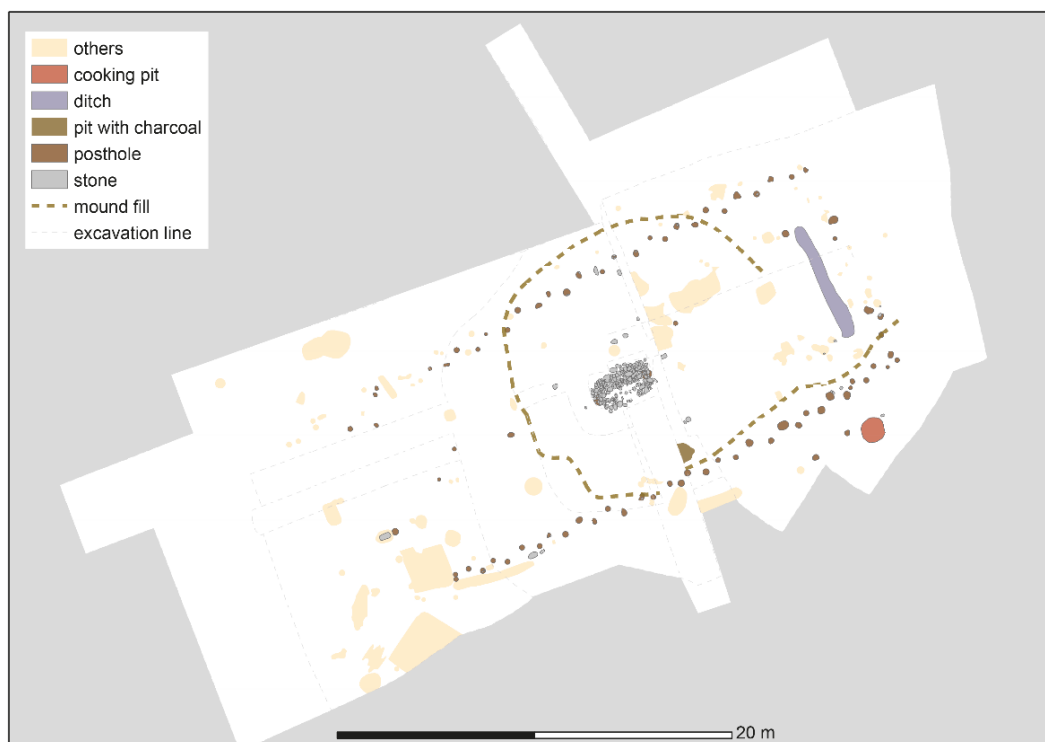 others
cooking pit
ditch
pit with charcoal
posthole
stone
mound fill
excavation line
20 m